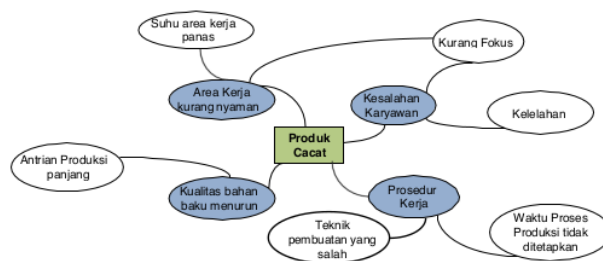 Suhu area kerja
panas
Kurang Fokus
Area Kerja
kurang nyaman
Kesalahan
Karyawan
Kelelahan
Produk
Cacat
Antrian Produksi
panjang
Kualitas bahan
baku menurun
Prosedur
Kerja
Teknik
pembuatan yang
salah
Waktu Proses
Produksi tidak
ditetapkan